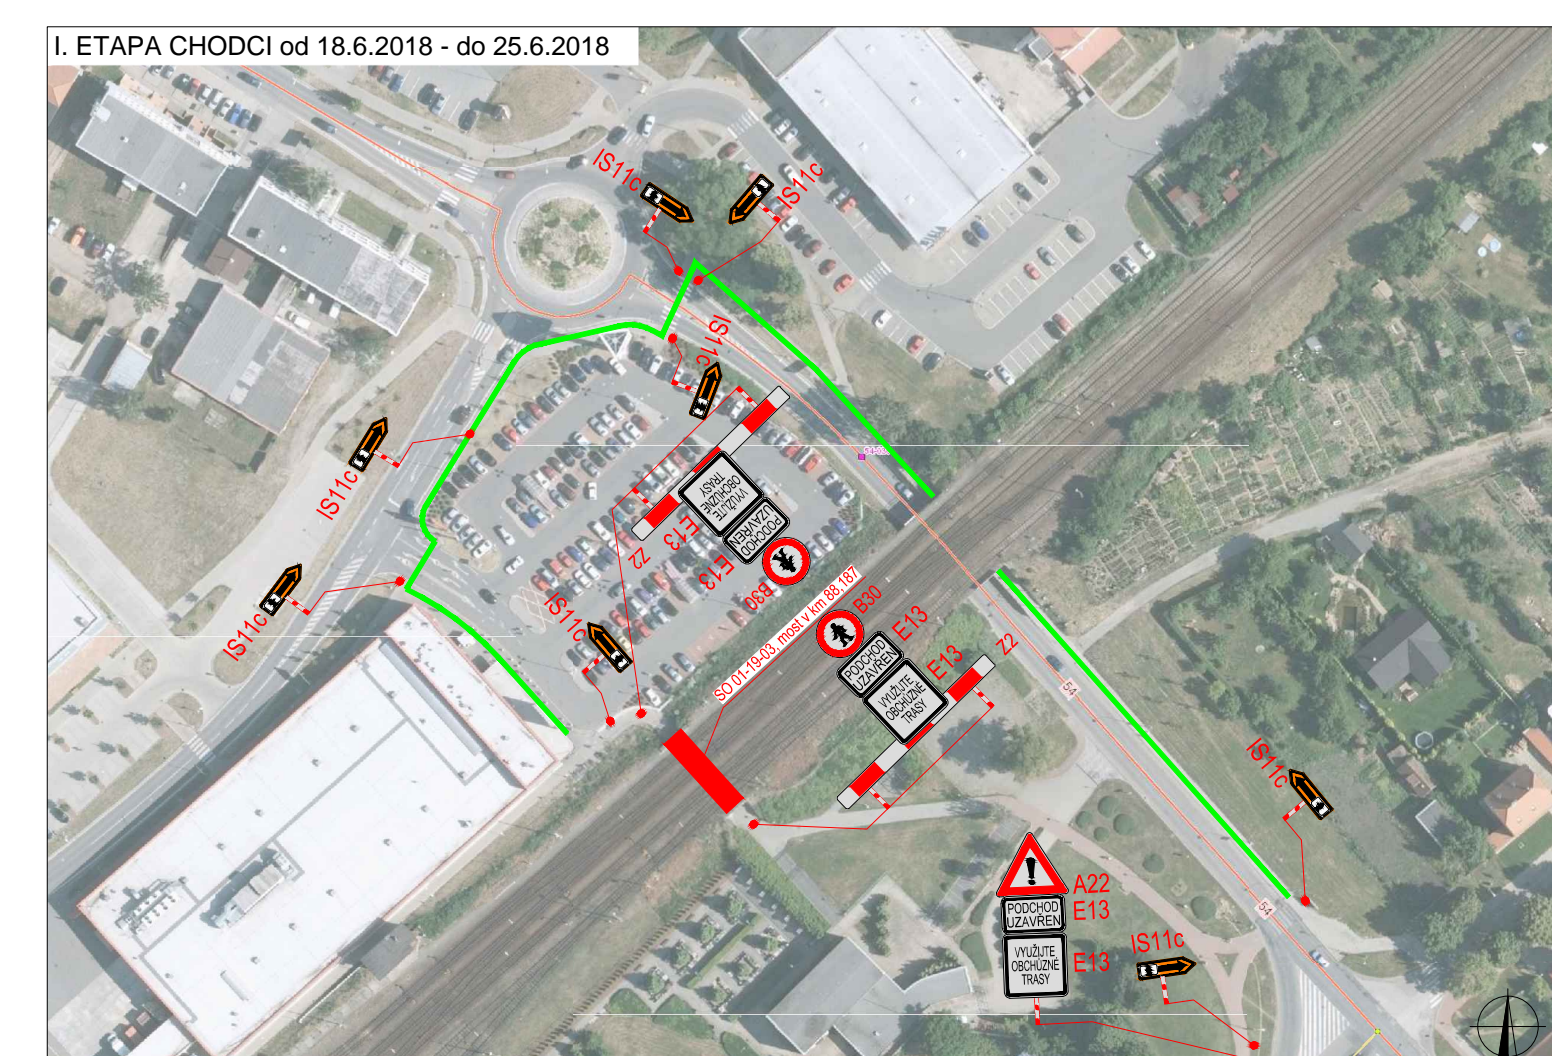 I. ETAPA CHODCI od 18.6.2018 - do 25.6.2018
IS11c
IS11c
IS11c
IS11c
IS11c
IS11c
VYUŽIJTE
OBCHŮZNÉ
TRASY
E13
Z2
PODCHOD
UZAVŘEN
E13
B30
SO 01-19-03, most v km 88,187
B30
PODCHOD
UZAVŘEN
E13
VYUŽIJTE
OBCHŮZNÉ
TRASY
E13
Z2
54
IS11c
A22
PODCHOD
UZAVŘEN
E13
VYUŽIJTE
OBCHŮZNÉ
TRASY
E13
IS11c
54